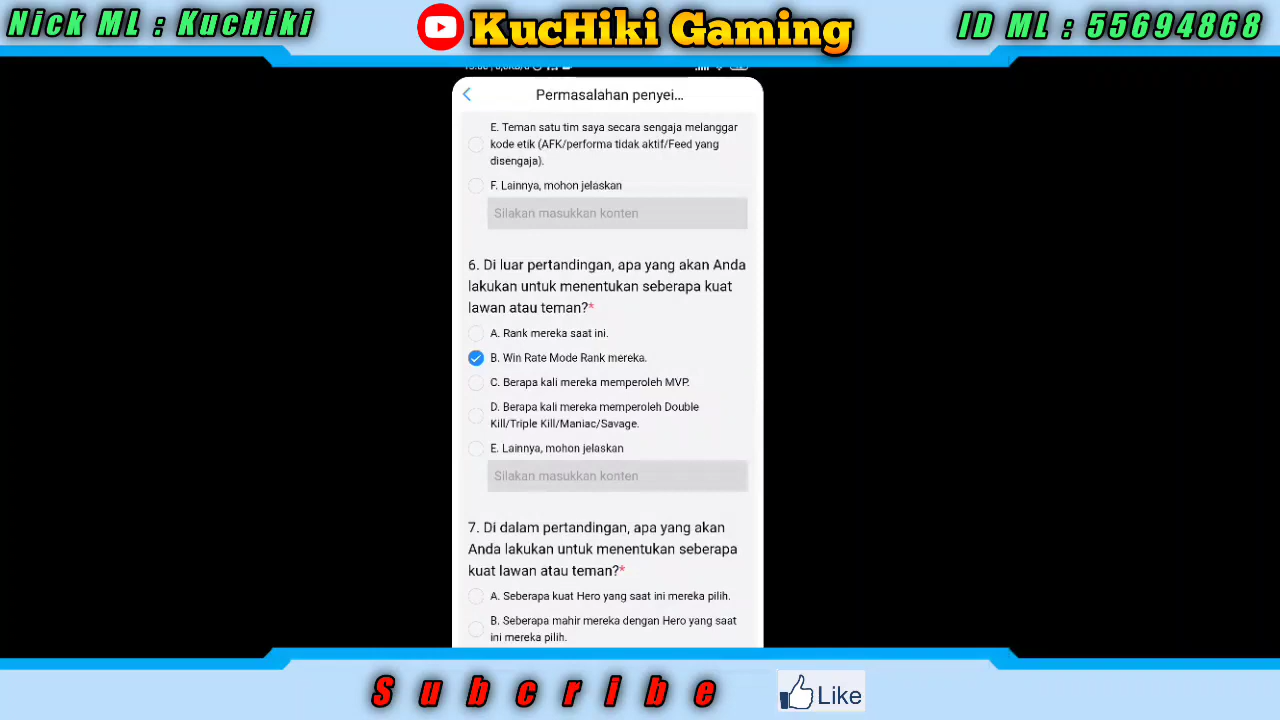 Nick ML : KucHiki
KucHiki Gaming
ID ML : 55694868
Permasalahan penyei...
E. Teman satu tim saya secara sengaja melanggar
kode etik (AFK/performa tidak aktif/Feed yang
disengaja).
F. Lainnya, mohon jelaskan
Silakan masukkan konten
6. Di luar pertandingan, apa yang akan Anda
lakukan untuk menentukan seberapa kuat
lawan atau teman?*
A. Rank mereka saat ini.
B. Win Rate Mode Rank mereka.
C. Berapa kali mereka memperoleh MVP.
D. Berapa kali mereka memperoleh Double
Kill/Triple Kill/Maniac/Savage.
E. Lainnya, mohon jelaskan
Silakan masukkan konten
7. Di dalam pertandingan, apa yang akan
Anda lakukan untuk menentukan seberapa
kuat lawan atau teman?*
A. Seberapa kuat Hero yang saat ini mereka pilih.
B. Seberapa mahir mereka dengan Hero yang saat
ini mereka pilih.
Subcribe
Like